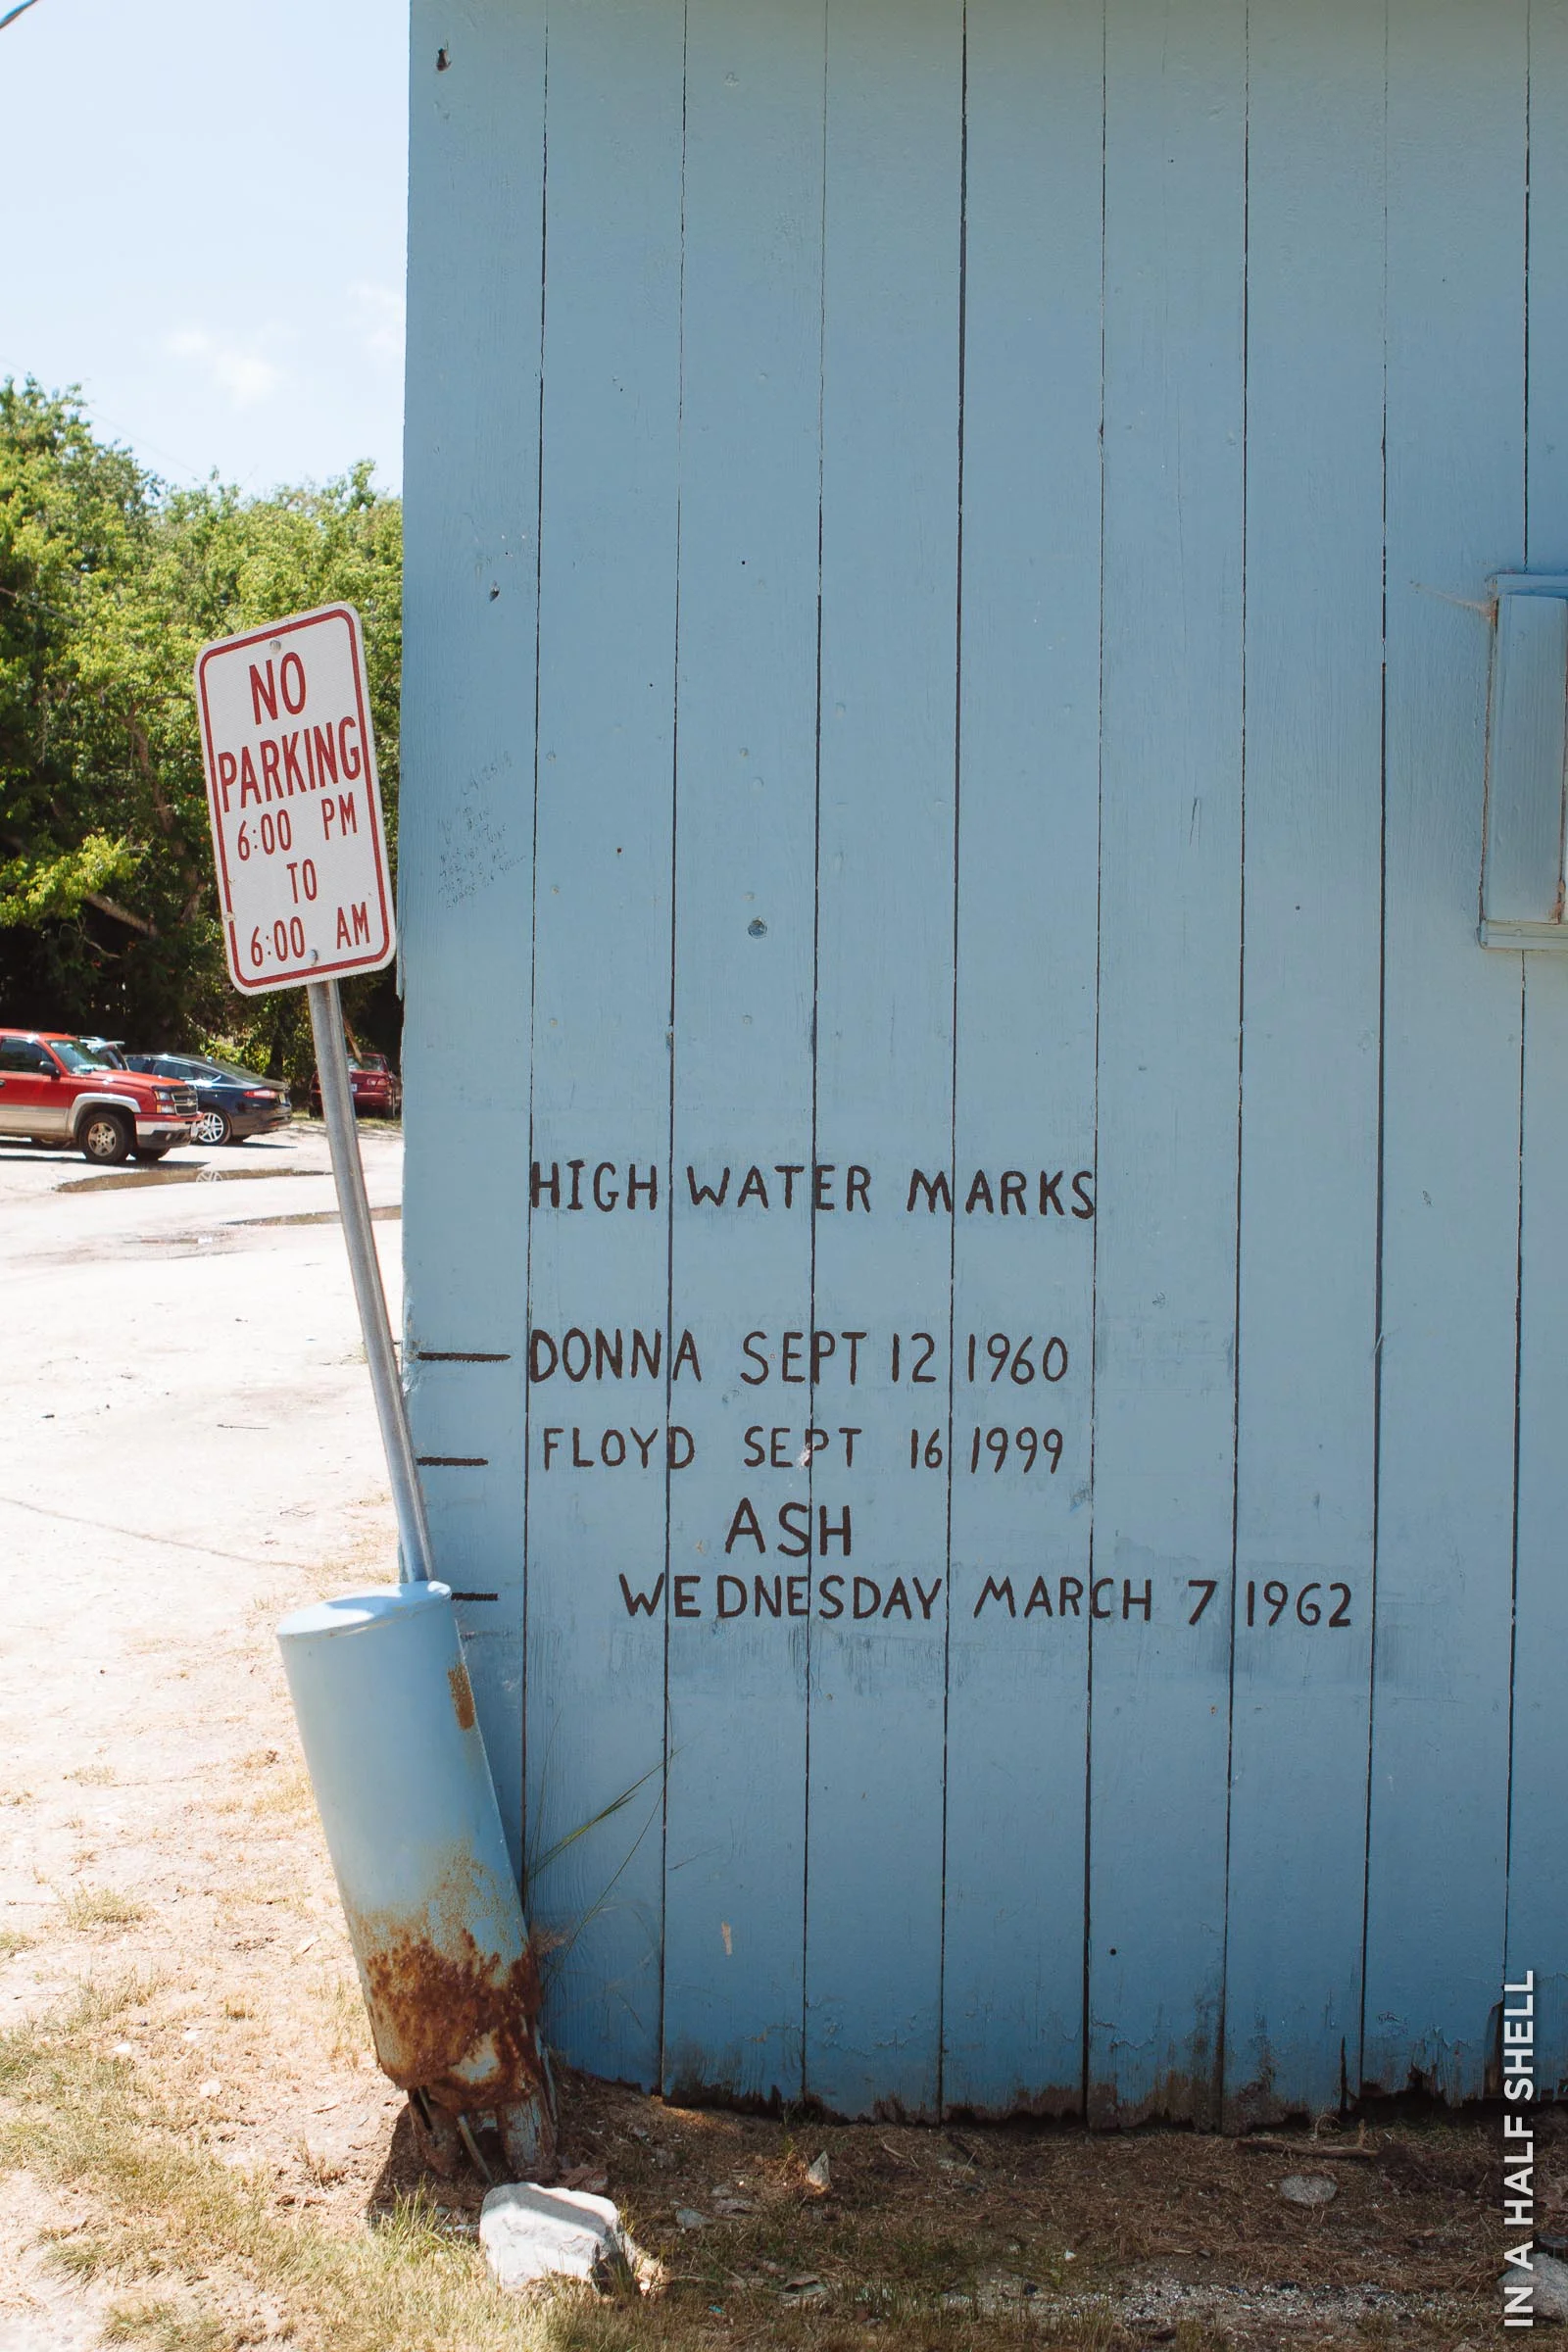 NO
PARKING
6:00 PM
TO
6:00 AM
HIGH WATER MARKS
DONNA SEPT 12 1960
FLOYD SEPT 16 1999
ASH
WEDNESDAY MARCH 7 1962
IN A HALF SHELL